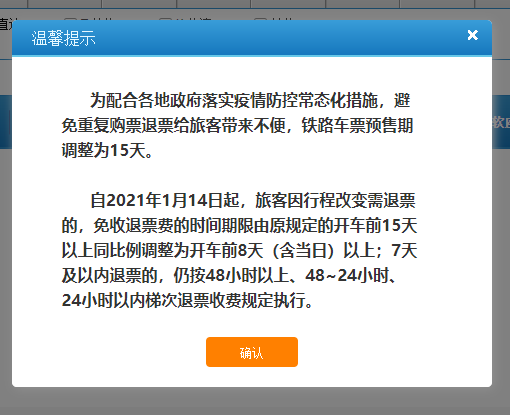 温馨提示
为配合各地政府落实疫情防控常态化措施，避
免重复购票退票给旅客带来不便，铁路车票预售期
调整为15天。
自2021年1月14日起，旅客因行程改变需退票
的，免收退票费的时间期限由原规定的开车前15天
以上同比例调整为开车前8天（含当日）以上；7天
及以内退票的，仍按48小时以上、48~24小时、
24小时以内梯次退票收费规定执行。
确认